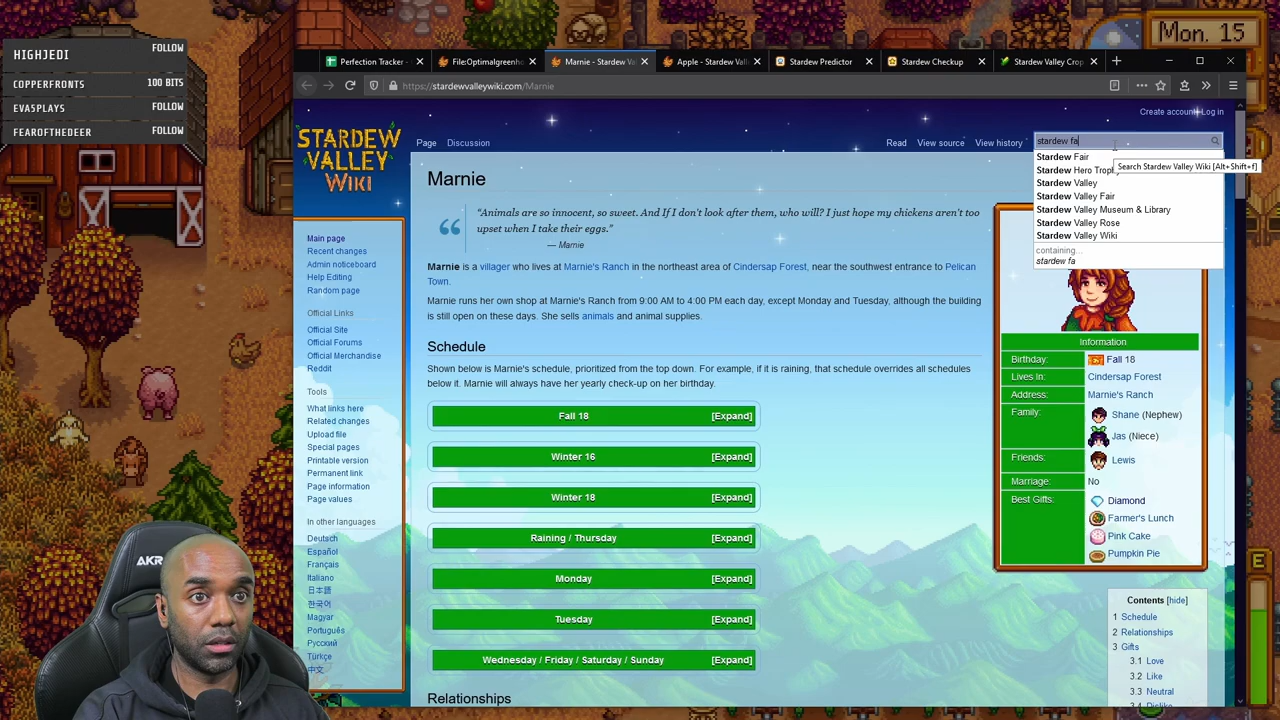 HIGHJEDI FOLLOW
COPPERFRONTS 100 BITS
EVA5PLAYS FOLLOW
FEAROFTHEDEER FOLLOW
Mon. 15
Perfection Tracker -
File:Optimalgreenho
Marnie - Stardew Va
Apple - Stardew Vall
Stardew Predictor
Stardew Checkup
Stardew Valley Crop
https://stardewvalleywiki.com/Marnie
Create account
Log in
STARDEW VALLEY WIKI
Page
Discussion
Read
View source
View history
stardew fa
Stardew Fair
Stardew Hero Troph
Stardew Valley
Stardew Valley Fair
Stardew Valley Museum & Library
Stardew Valley Rose
Stardew Valley Wiki
containing...
stardew fa
Search Stardew Valley Wiki [Alt+Shift+f]
Main page
Recent changes
Admin noticeboard
Help Editing
Random page
Official Links
Official Site
Official Forums
Official Merchandise
Reddit
Tools
What links here
Related changes
Upload file
Special pages
Printable version
Permanent link
Page information
Page values
In other languages
Deutsch
Español
Français
Italiano
日本語
한국어
Magyar
Português
Русский
Türkçe
中文
Marnie
“Animals are so innocent, so sweet. And If I don't look after them, who will? I just hope my chickens aren't too
upset when I take their eggs.”
— Marnie
Marnie is a villager who lives at Marnie's Ranch in the northeast area of Cindersap Forest, near the southwest entrance to Pelican
Town.
Marnie runs her own shop at Marnie's Ranch from 9:00 AM to 4:00 PM each day, except Monday and Tuesday, although the building
is still open on these days. She sells animals and animal supplies.
Schedule
Shown below is Marnie's schedule, prioritized from the top down. For example, if it is raining, that schedule overrides all schedules
below it. Marnie will always have her yearly check-up on her birthday.
Fall 18 [Expand]
Winter 16 [Expand]
Winter 18 [Expand]
Raining / Thursday [Expand]
Monday [Expand]
Tuesday [Expand]
Wednesday / Friday / Saturday / Sunday [Expand]
Relationships
Information
Birthday: Fall 18
Lives In: Cindersap Forest
Address: Marnie's Ranch
Family: Shane (Nephew)
Jas (Niece)
Friends: Lewis
Marriage: No
Best Gifts: Diamond
Farmer's Lunch
Pink Cake
Pumpkin Pie
Contents [hide]
1 Schedule
2 Relationships
3 Gifts
3.1 Love
3.2 Like
3.3 Neutral
3.4 Dislike
AKR
E